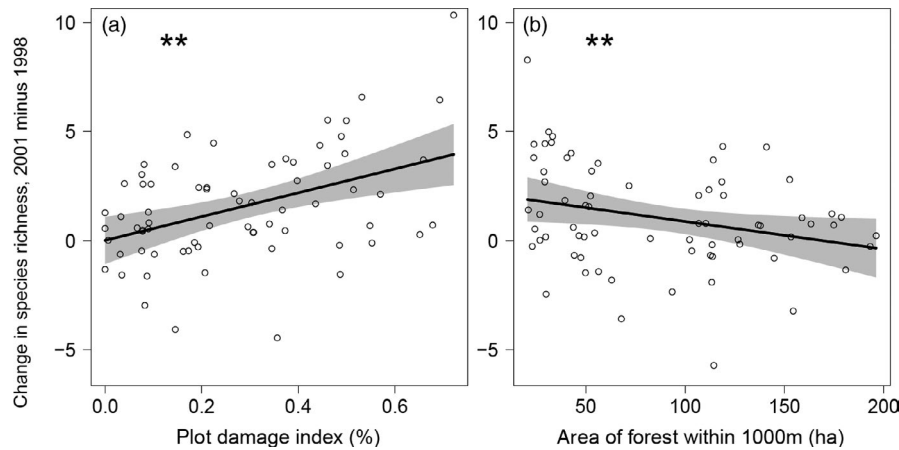 Change in species richness, 2001 minus 1998
(a)
**
10
5
0
−5
0.0 0.2 0.4 0.6
Plot damage index (%)
(b)
**
10
5
0
−5
50 100 150 200
Area of forest within 1000m (ha)